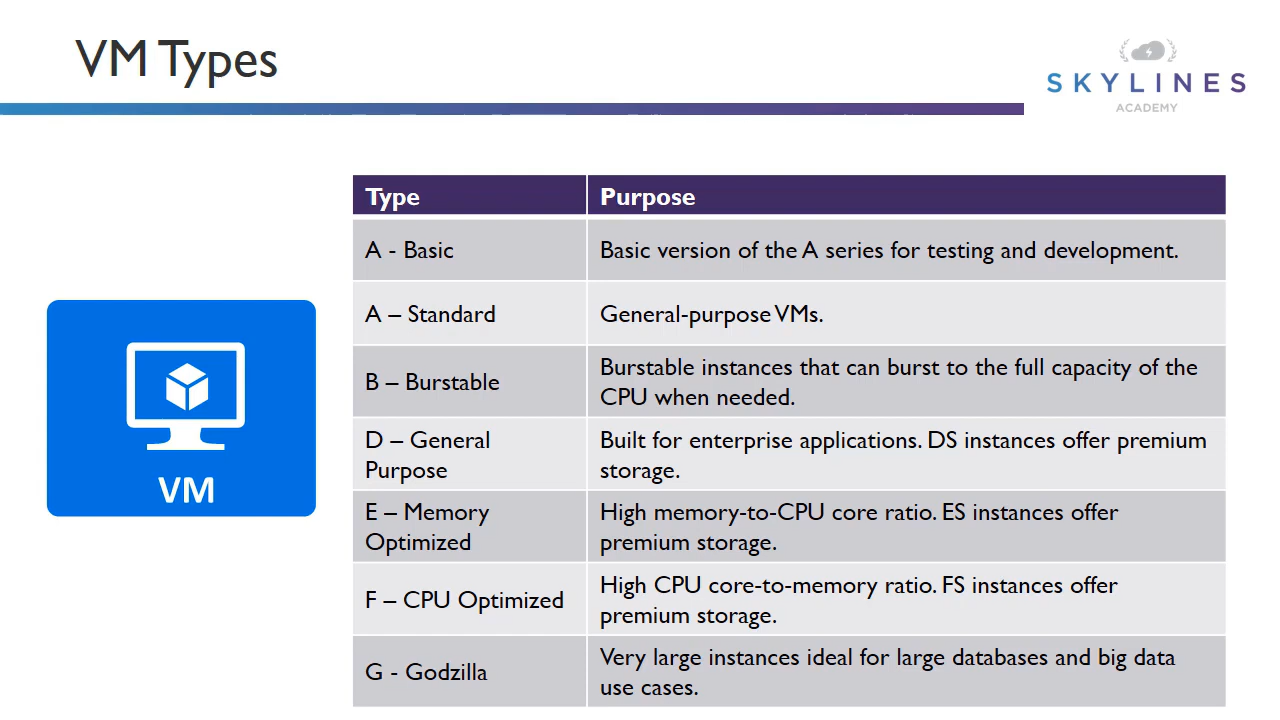 VM Types
SKYLINES
ACADEMY
Type Purpose
A - Basic Basic version of the A series for testing and development.
A – Standard General-purpose VMs.
B – Burstable Burstable instances that can burst to the full capacity of the
CPU when needed.
D – General
Purpose
Built for enterprise applications. DS instances offer premium
storage.
E – Memory
Optimized
High memory-to-CPU core ratio. ES instances offer
premium storage.
F – CPU Optimized High CPU core-to-memory ratio. FS instances offer
premium storage.
G - Godzilla Very large instances ideal for large databases and big data
use cases.
VM